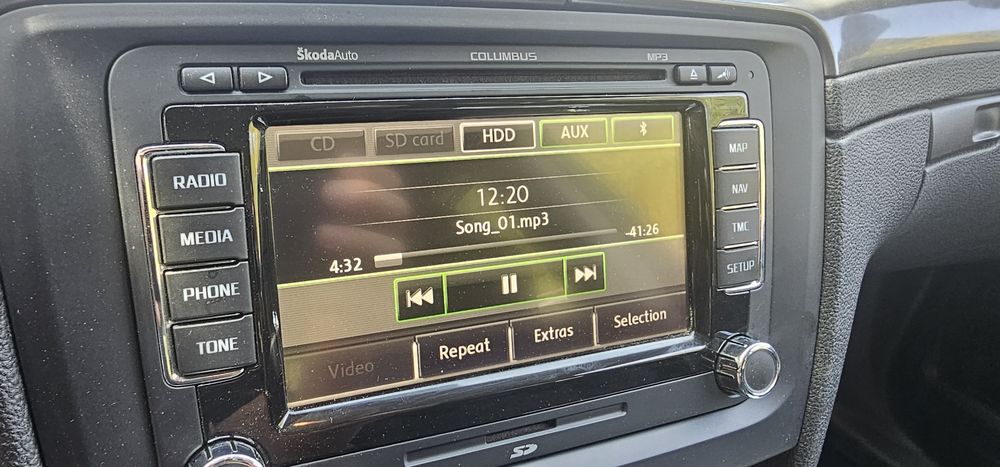 ŠkodaAuto COLUMBUS MP3
CD SD card HDD AUX
RADIO
MEDIA
PHONE
TONE
12:20
Song_01.mp3
4:32 -41:26
Video Repeat Extras Selection
MAP
NAV
TMC
SETUP
SD